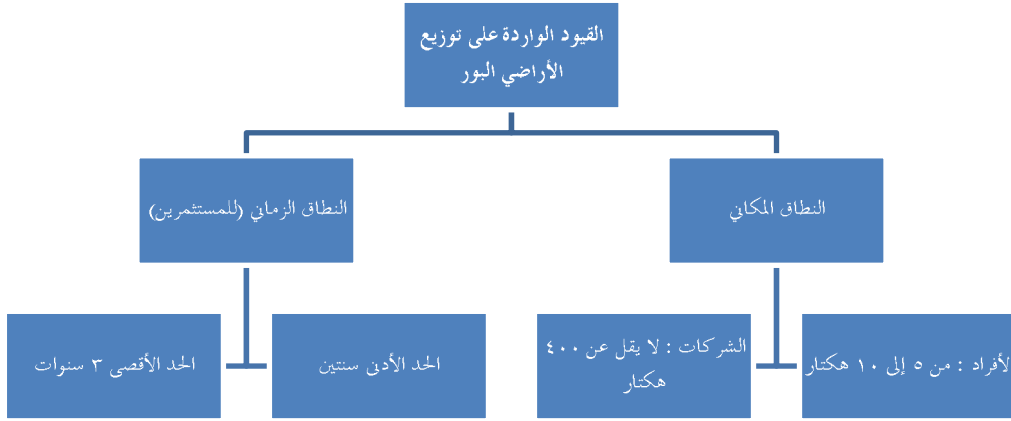 القيود الواردة على توزيع
الأراضي البور
النطاق المكاني
النطاق الزماني (للمستثمرين)
لأفراد : من ٥ إلى ١٠ هكتار
الشركات : لا يقل عن ٤٠٠
هكتار
الحد الأدنى سنتين
الحد الأقصى ٣ سنوات